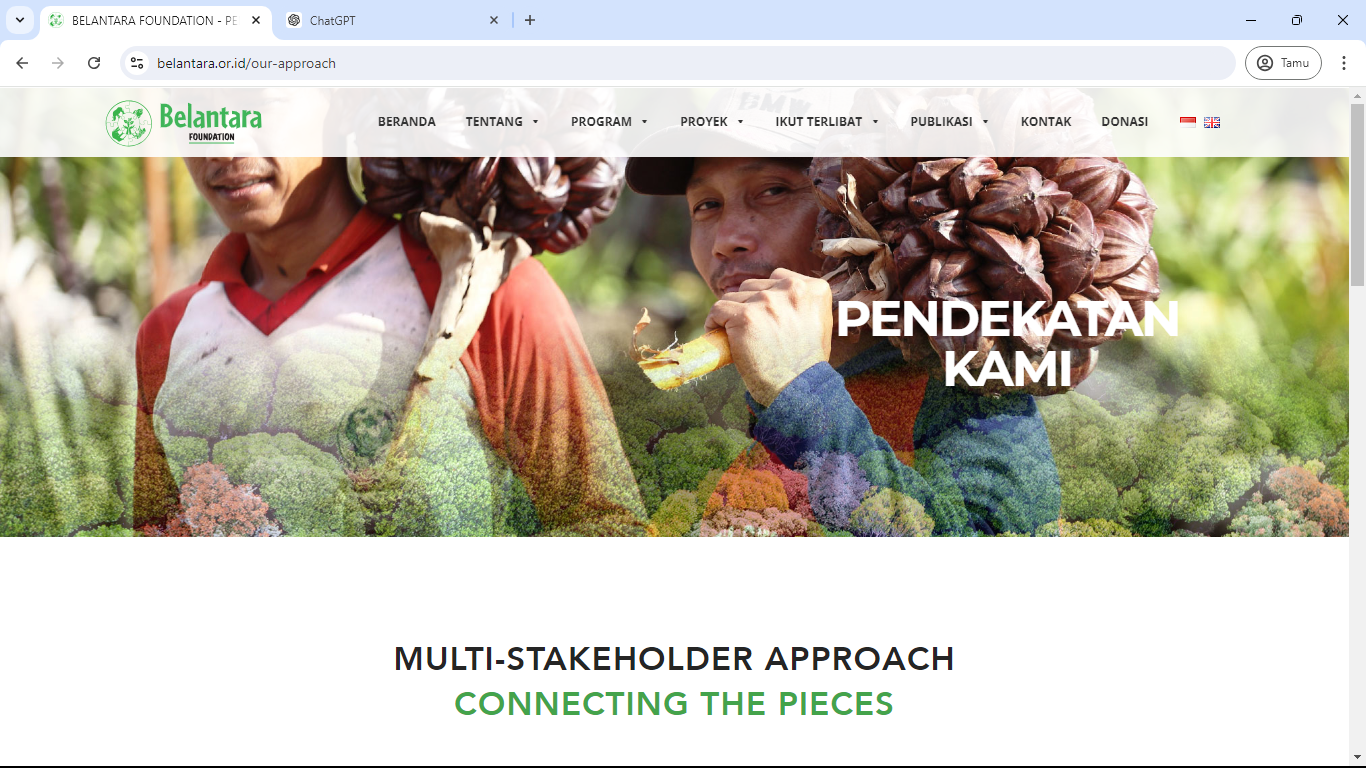 BELANTARA FOUNDATION - PE
ChatGPT
belantara.or.id/our-approach
Tamu
Belantara
FOUNDATION
BERANDA TENTANG PROGRAM PROYEK IKUT TERLIBAT PUBLIKASI KONTAK DONASI
PENDEKATAN
KAMI
MULTI-STAKEHOLDER APPROACH
CONNECTING THE PIECES